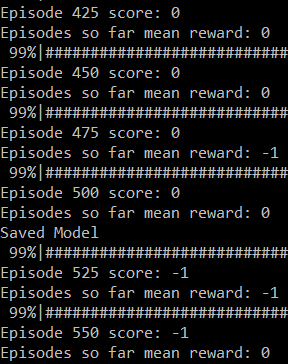 Episode 425 score: 0
Episodes so far mean reward: 0
 99%|###########################
Episode 450 score: 0
Episodes so far mean reward: 0
 99%|###########################
Episode 475 score: 0
Episodes so far mean reward: -1
 99%|###########################
Episode 500 score: 0
Episodes so far mean reward: 0
Saved Model
 99%|###########################
Episode 525 score: -1
Episodes so far mean reward: -1
 99%|###########################
Episode 550 score: -1
Episodes so far mean reward: 0